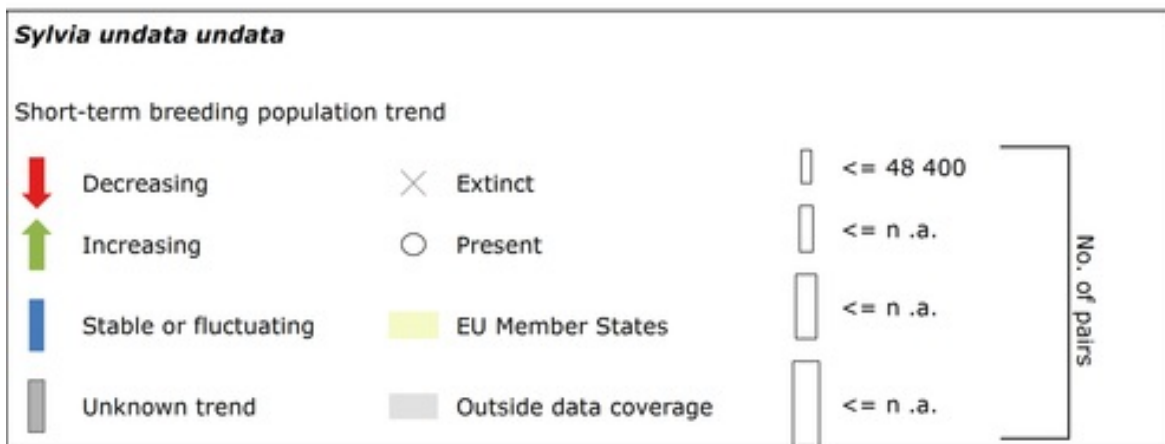 Sylvia undata undata
Short-term breeding population trend
Decreasing
Extinct
<= 48 400
Increasing
Present
<= n .a.
Stable or fluctuating
EU Member States
<= n .a.
Unknown trend
Outside data coverage
<= n .a.
No. of pairs